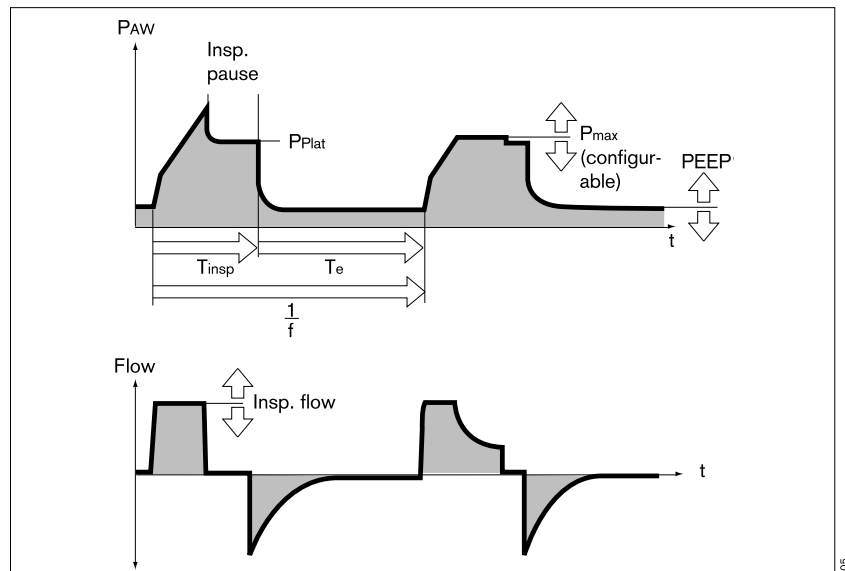 PAW
Insp.
pause
PPlat
Pmax
(configur-
able)
PEEP
t
Tinsp
Te
1
f
Flow
Insp. flow
t